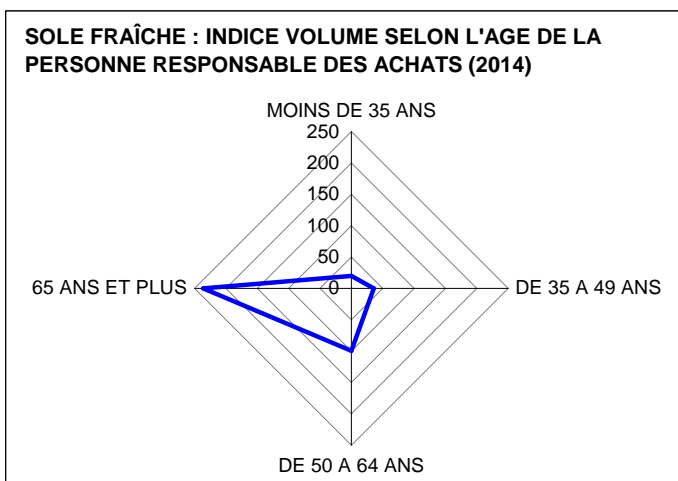 SOLE FRAÎCHE : INDICE VOLUME SELON L'AGE DE LA
PERSONNE RESPONSABLE DES ACHATS (2014)
MOINS DE 35 ANS
250
200
150
100
50
0
65 ANS ET PLUS
DE 35 A 49 ANS
DE 50 A 64 ANS